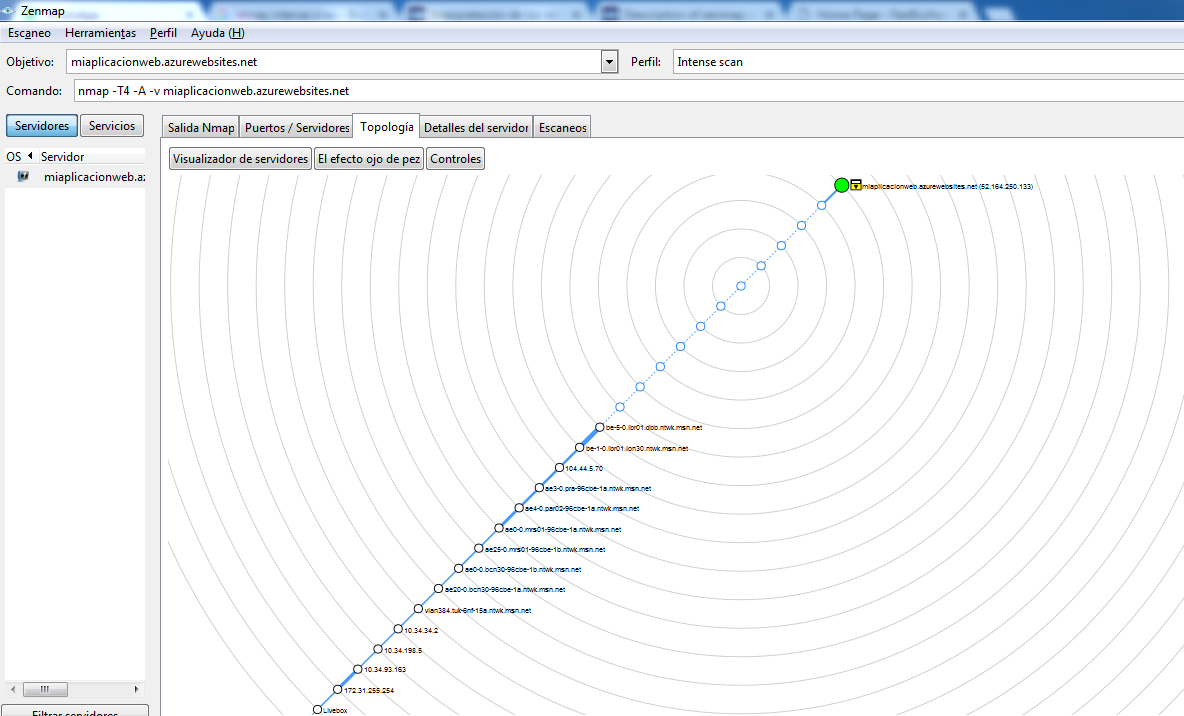 Zenmap
Escaneo Herramientas Perfil Ayuda (H)
Objetivo: miaplicacionweb.azurewebsites.net Perfil: Intense scan
Comando: nmap -T4 -A -v miaplicacionweb.azurewebsites.net
Servidores Servicios Salida Nmap Puertos / Servidores Topología Detalles del servidor Escaneos
OS Servidor
Visualizador de servidores El efecto ojo de pez Controles
miaplicacionweb.az
miaplicacionweb.azurewebsites.net (52.164.250.133)
be-5-0.ibr01.dbb.ntwk.msn.net
be-1-0.ibr01.lon30.ntwk.msn.net
104.44.5.70
ae3-0.pra-96cbe-1a.ntwk.msn.net
ae4-0.par02-96cbe-1a.ntwk.msn.net
ae0-0.mrs01-96cbe-1a.ntwk.msn.net
ae25-0.mrs01-96cbe-1b.ntwk.msn.net
ae0-0.bcn30-96cbe-1b.ntwk.msn.net
ae20-0.bcn30-96cbe-1a.ntwk.msn.net
vlan384.tuk-6nf-15a.ntwk.msn.net
10.34.34.2
10.34.198.5
10.34.93.163
172.31.259.254
Livebox
Filtrar servidores